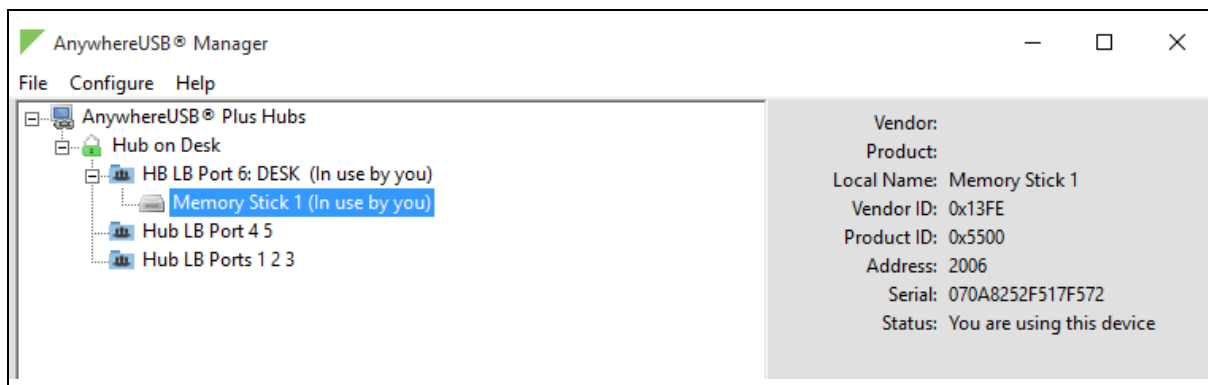 AnywhereUSB® Manager
File Configure Help
AnywhereUSB® Plus Hubs
Hub on Desk
HB LB Port 6: DESK (In use by you)
Memory Stick 1 (In use by you)
Hub LB Port 4 5
Hub LB Ports 1 2 3
Vendor:
Product:
Local Name: Memory Stick 1
Vendor ID: 0x13FE
Product ID: 0x5500
Address: 2006
Serial: 070A8252F517F572
Status: You are using this device